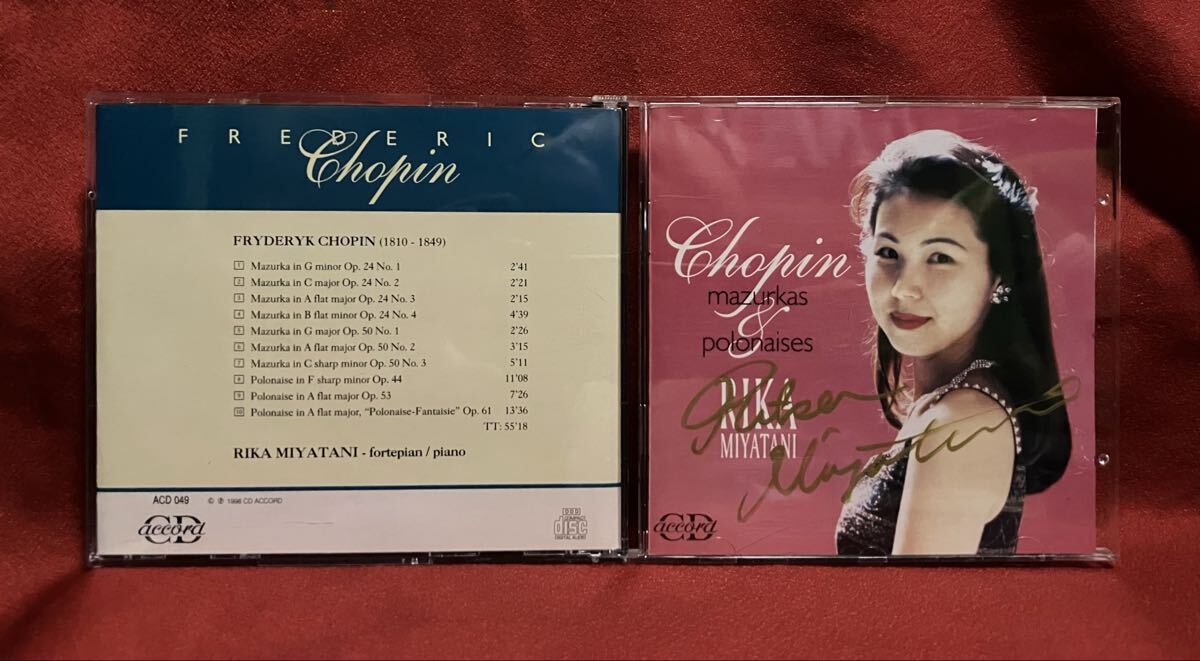 FREDERIC
Chopin
FRYDERYK CHOPIN (1810 - 1849)
1 Mazurka in G minor Op. 24 No. 1 2'41
2 Mazurka in C major Op. 24 No. 2 2'21
3 Mazurka in A flat major Op. 24 No. 3 2'15
4 Mazurka in B flat minor Op. 24 No. 4 4'39
5 Mazurka in G major Op. 50 No. 1 2'26
6 Mazurka in A flat major Op. 50 No. 2 3'15
7 Mazurka in C sharp minor Op. 50 No. 3 5'11
8 Polonaise in F sharp minor Op. 44 11'08
9 Polonaise in A flat major Op. 53 7'26
10 Polonaise in A flat major, "Polonaise-Fantaisie" Op. 61 13'36
TT: 55'18
RIKA MIYATANI - fortepian / piano
ACD 049 © ℗ 1998 CD ACCORD
CD accord
DDD
COMPACT
disc
DIGITAL AUDIO
Chopin
mazurkas
&
polonaises
RIKA
MIYATANI
CD accord